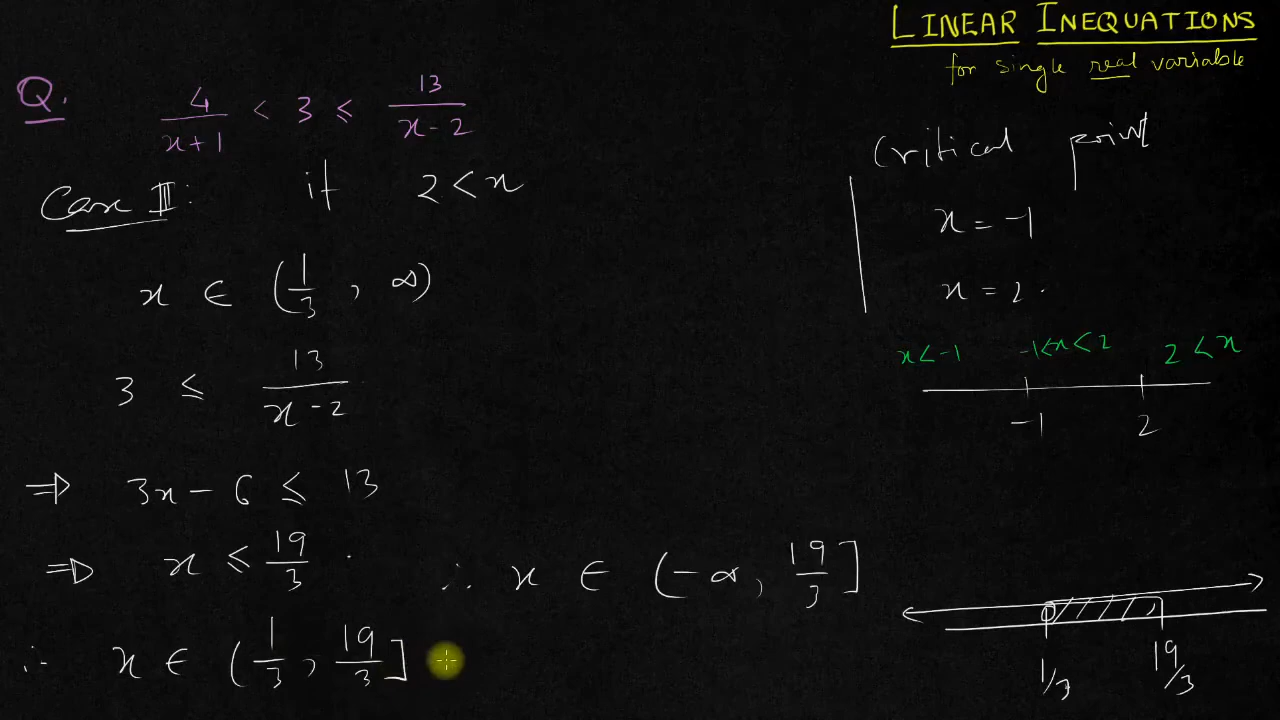 LINEAR INEQUATIONS
for single real variable
Q. 4/(x+1) < 3 ≤ 13/(x-2)
Case III: if 2 < x
x ∈ (1/3, ∞)
3 ≤ 13/(x-2)
⇒ 3x - 6 ≤ 13
⇒ x ≤ 19/3 . ∴ x ∈ (-∞, 19/3]
∴ x ∈ (1/3, 19/3]
Critical point
x = -1
x = 2.
x < -1 -1 < x < 2 2 < x
-1 2
1/3 19/3